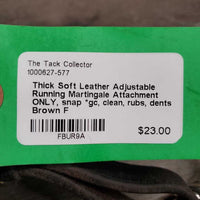 The Tack Collector
1000627-577
Thick Soft Leather Adjustable
Running Martingale Attachment
ONLY, snap *gc, clean, rubs, dents
Brown F
$23.00
FBUR9A